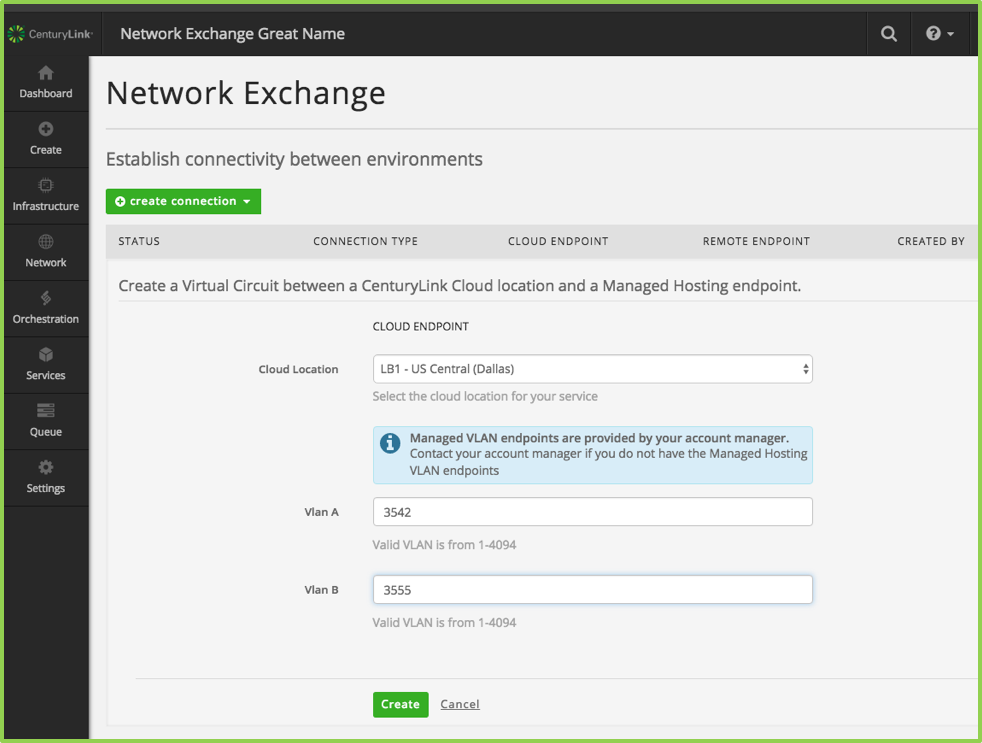 CenturyLink
Network Exchange Great Name
Dashboard
Create
Infrastructure
Network
Orchestration
Services
Queue
Settings
Network Exchange
Establish connectivity between environments
create connection
STATUS CONNECTION TYPE CLOUD ENDPOINT REMOTE ENDPOINT CREATED BY
Create a Virtual Circuit between a CenturyLink Cloud location and a Managed Hosting endpoint.
CLOUD ENDPOINT
Cloud Location LB1 - US Central (Dallas)
Select the cloud location for your service
Managed VLAN endpoints are provided by your account manager.
Contact your account manager if you do not have the Managed Hosting
VLAN endpoints
Vlan A 3542
Valid VLAN is from 1-4094
Vlan B 3555
Valid VLAN is from 1-4094
Create Cancel